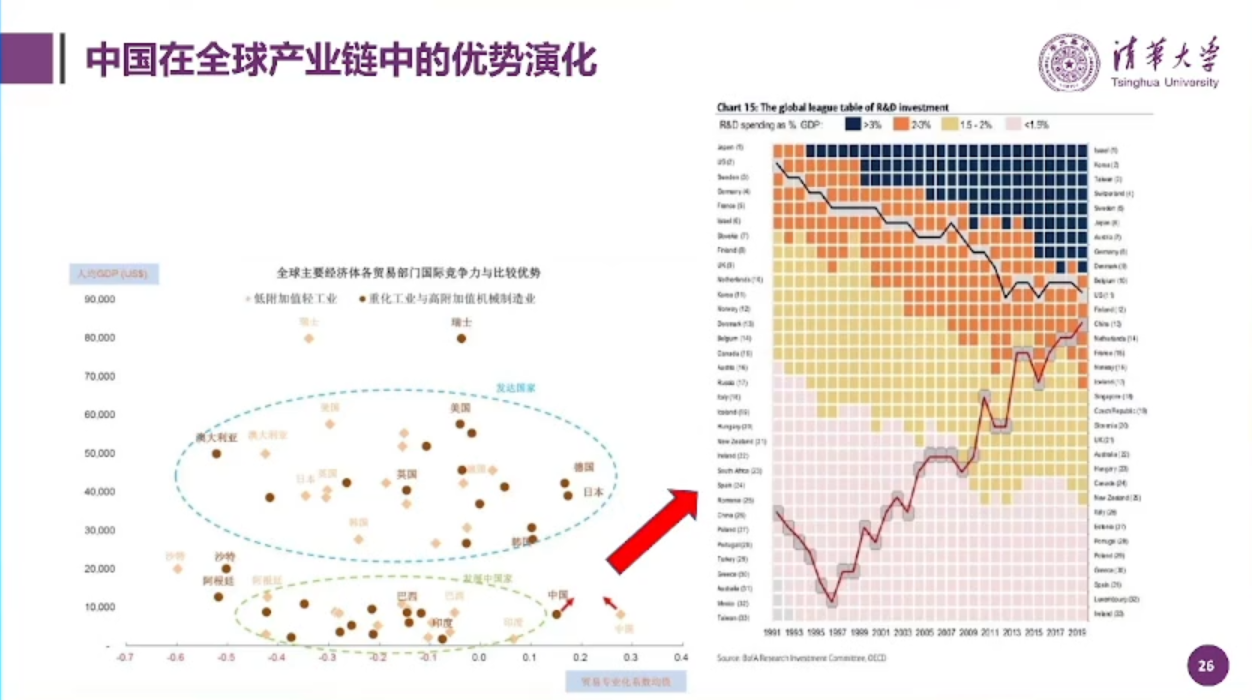 中国在全球产业链中的优势演化
清华大学
Tsinghua University
Chart 15: The global league table of R&D investment
R&D spending as % GDP: >3% 2-3% 1.5 - 2% <1.5%
Japan (1)
US (2)
Sweden (3)
Germany (4)
France (5)
Israel (6)
Slovakia (7)
Finland (8)
UK (9)
Netherlands (10)
Korea (11)
Norway (12)
Denmark (13)
Belgium (14)
Canada (15)
Austria (16)
Russia (17)
Italy (18)
Iceland (19)
Hungary (20)
New Zealand (21)
Ireland (22)
South Africa (23)
Spain (24)
Romania (25)
China (26)
Poland (27)
Portugal (28)
Turkey (29)
Greece (30)
Australia (31)
Mexico (32)
Taiwan (33)
Israel (1)
Korea (2)
Taiwan (3)
Switzerland (4)
Sweden (5)
Japan (6)
Austria (7)
Germany (8)
Denmark (9)
Belgium (10)
US (11)
Finland (12)
China (13)
Netherlands (14)
France (15)
Norway (16)
Iceland (17)
Singapore (18)
Czech Republic (19)
Slovenia (20)
UK (21)
Australia (22)
Hungary (23)
Canada (24)
New Zealand (25)
Italy (26)
Estonia (27)
Portugal (28)
Poland (29)
Greece (30)
Spain (31)
Luxembourg (32)
Ireland (33)
1991 1993 1995 1997 1999 2001 2003 2005 2007 2009 2011 2013 2015 2017 2019
Source: BofA Research Investment Committee, OECD
人均GDP (US$)
全球主要经济体各贸易部门国际竞争力与比较优势
低附加值轻工业 重化工业与高附加值机械制造业
90,000
80,000
70,000
60,000
50,000
40,000
30,000
20,000
10,000
-
瑞士 瑞士
发达国家
美国 美国
澳大利亚 澳大利亚
日本 英国 英国 德国 德国
日本
韩国 韩国
沙特 沙特
阿根廷 阿根廷 发展中国家
巴西 巴西 中国
印度 印度 中国
-0.7 -0.6 -0.5 -0.4 -0.3 -0.2 -0.1 0.0 0.1 0.2 0.3 0.4
贸易专业化系数均值
26